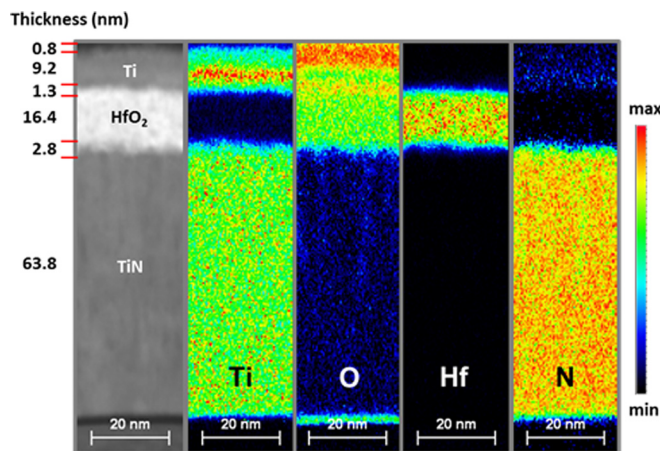 Thickness (nm)
0.8
9.2
1.3
16.4
2.8
63.8
Ti
HfO₂
TiN
Ti
O
Hf
N
20 nm
20 nm
20 nm
20 nm
20 nm
max
min